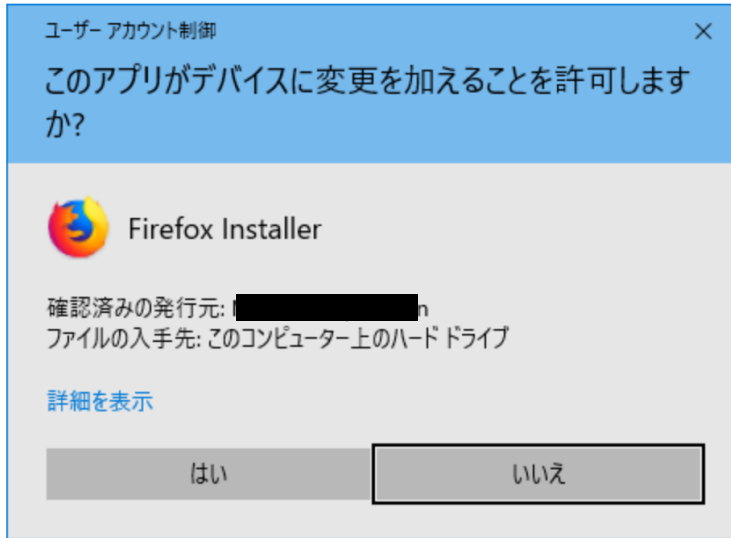 ユーザー アカウント制御
このアプリがデバイスに変更を加えることを許可します
か?
Firefox Installer
確認済みの発行元:
ファイルの入手先: このコンピューター上のハード ドライブ
詳細を表示
はい
いいえ